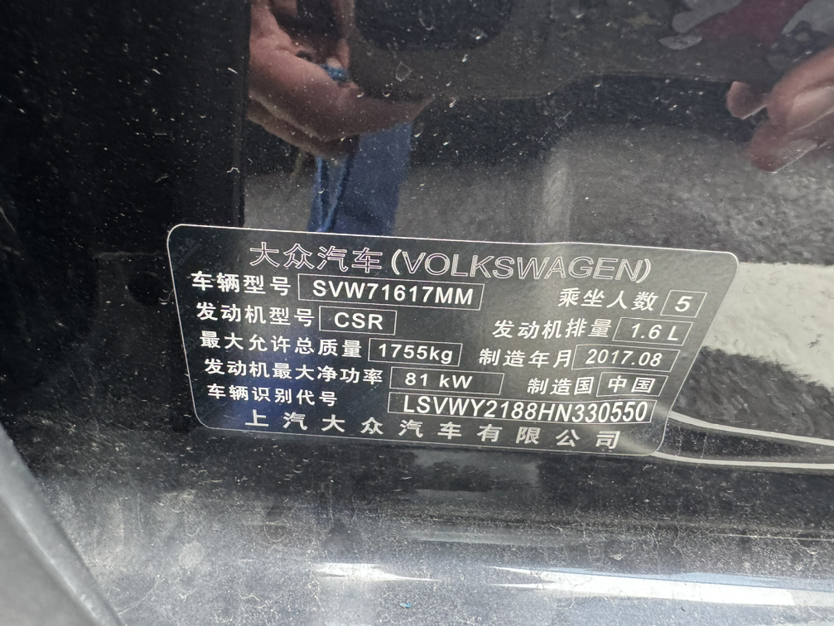 大众汽车(VOLKSWAGEN)
车辆型号 SVW71617MM 乘坐人数 5
发动机型号 CSR 发动机排量 1.6 L
最大允许总质量 1755kg 制造年月 2017.08
发动机最大净功率 81 kW 制造国 中国
车辆识别代号 LSVWY2188HN330550
上汽大众汽车有限公司